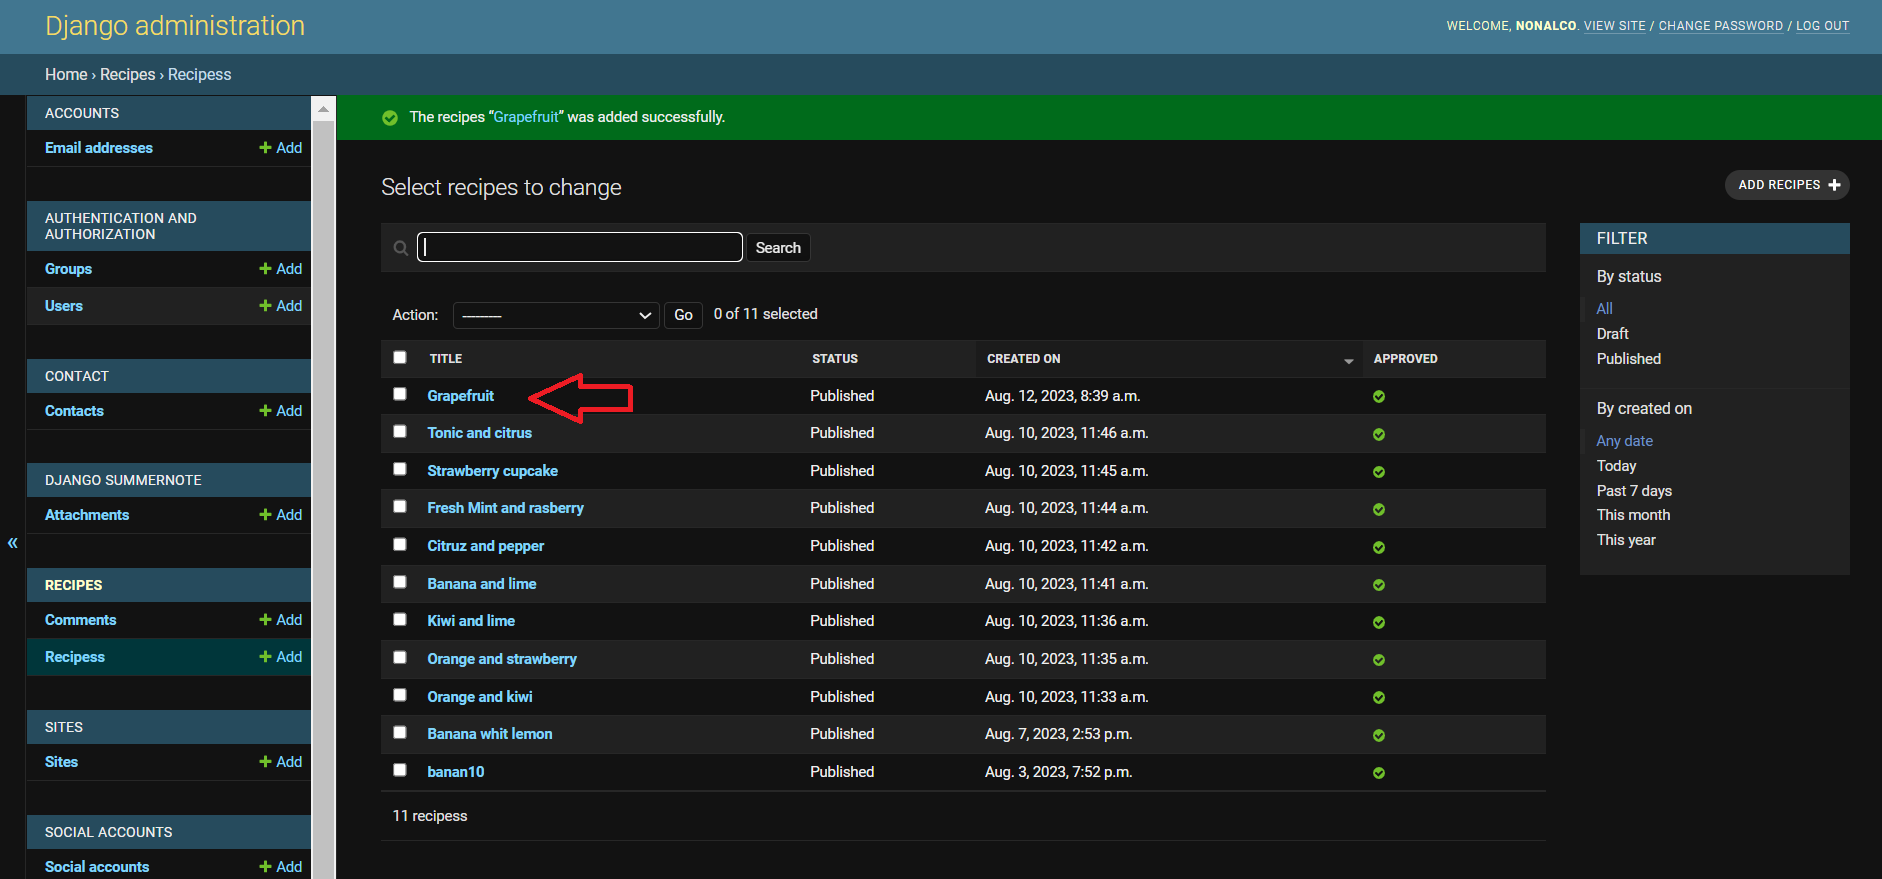 Django administration
WELCOME, NONALCO. VIEW SITE / CHANGE PASSWORD / LOG OUT
Home › Recipes › Recipess
ACCOUNTS
Email addresses + Add
AUTHENTICATION AND
AUTHORIZATION
Groups + Add
Users + Add
CONTACT
Contacts + Add
DJANGO SUMMERNOTE
Attachments + Add
«
RECIPES
Comments + Add
Recipess + Add
SITES
Sites + Add
SOCIAL ACCOUNTS
Social accounts + Add
The recipes “Grapefruit” was added successfully.
Select recipes to change
ADD RECIPES +
Search
Action: --------- Go 0 of 11 selected
TITLE STATUS CREATED ON APPROVED
Grapefruit Published Aug. 12, 2023, 8:39 a.m.
Tonic and citrus Published Aug. 10, 2023, 11:46 a.m.
Strawberry cupcake Published Aug. 10, 2023, 11:45 a.m.
Fresh Mint and rasberry Published Aug. 10, 2023, 11:44 a.m.
Citruz and pepper Published Aug. 10, 2023, 11:42 a.m.
Banana and lime Published Aug. 10, 2023, 11:41 a.m.
Kiwi and lime Published Aug. 10, 2023, 11:36 a.m.
Orange and strawberry Published Aug. 10, 2023, 11:35 a.m.
Orange and kiwi Published Aug. 10, 2023, 11:33 a.m.
Banana whit lemon Published Aug. 7, 2023, 2:53 p.m.
banan10 Published Aug. 3, 2023, 7:52 p.m.
11 recipess
FILTER
By status
All
Draft
Published
By created on
Any date
Today
Past 7 days
This month
This year